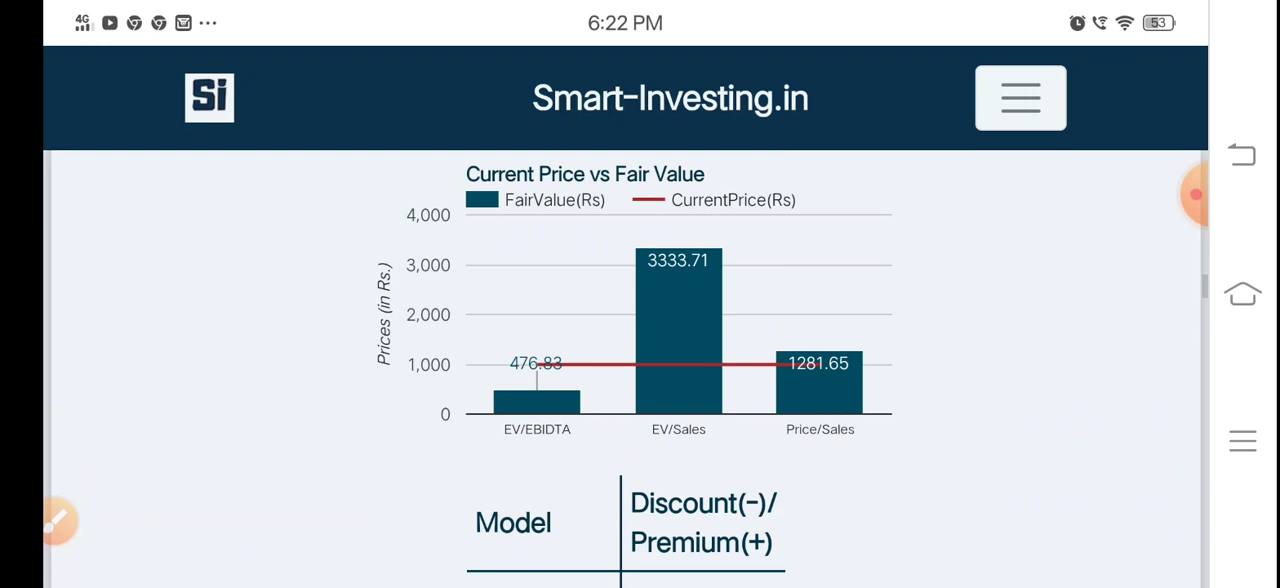 4G
6:22 PM
53
Si
Smart-Investing.in
Current Price vs Fair Value
FairValue(Rs)
CurrentPrice(Rs)
Prices (in Rs.)
4,000
3,000
2,000
1,000
0
476.83
3333.71
1281.65
EV/EBIDTA
EV/Sales
Price/Sales
Model
Discount(-)/
Premium(+)